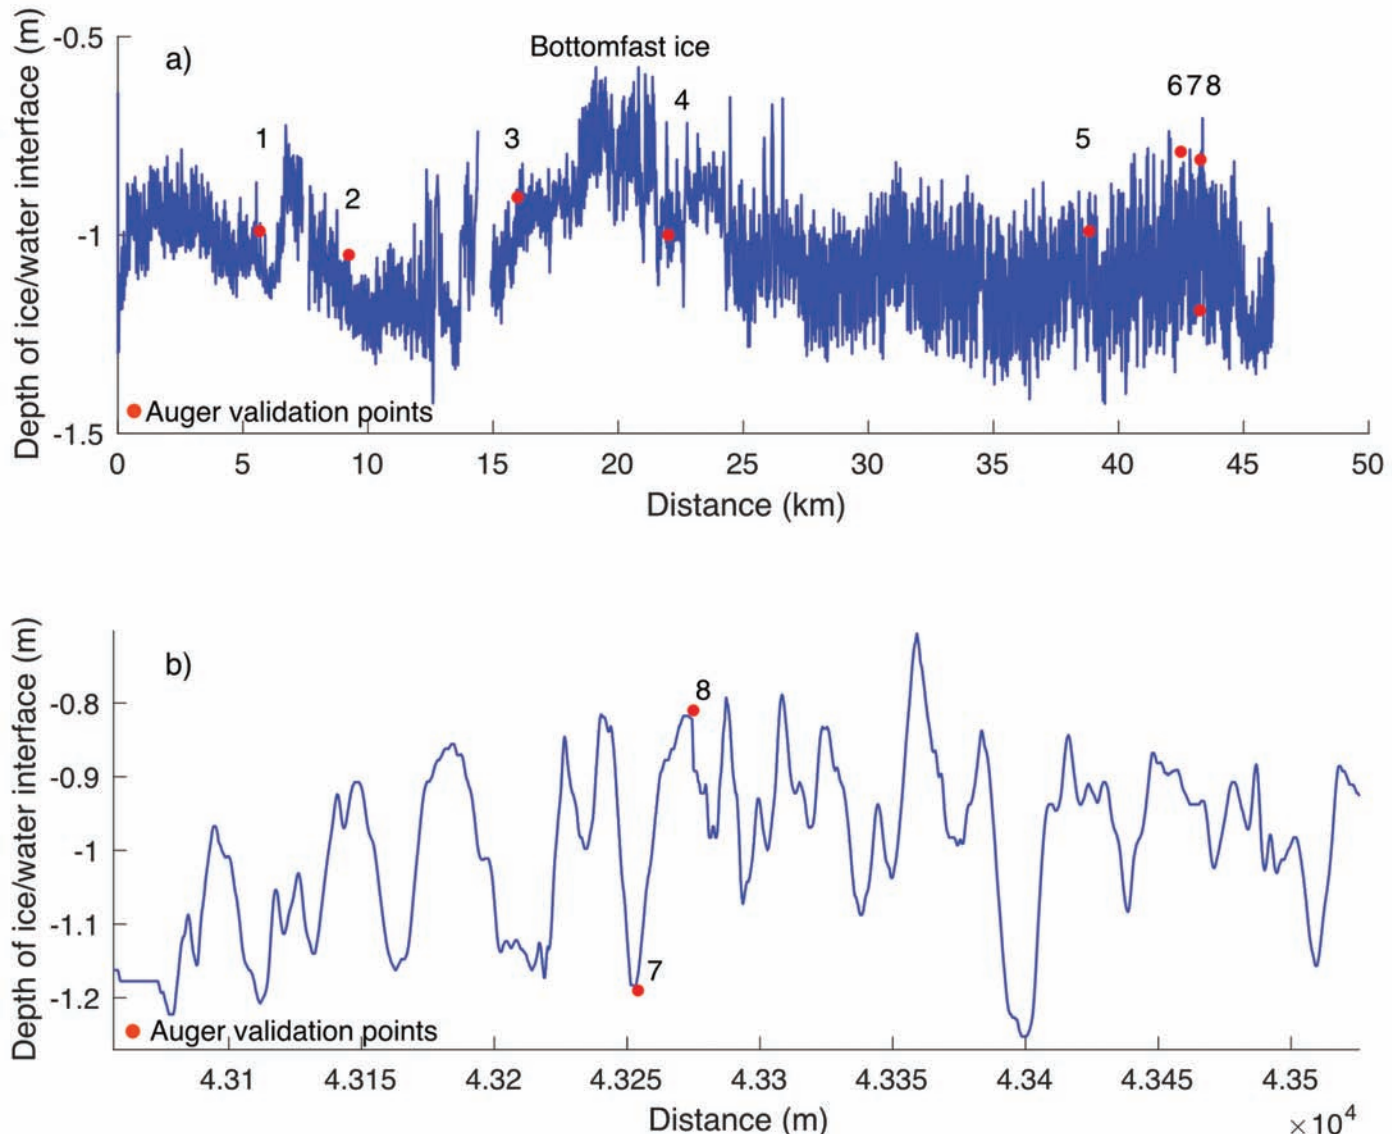 Depth of ice/water interface (m)
-0.5
-1
-1.5
a)
Bottomfast ice
1
2
3
4
5
678
Auger validation points
0 5 10 15 20 25 30 35 40 45 50
Distance (km)
Depth of ice/water interface (m)
-0.8
-0.9
-1
-1.1
-1.2
b)
8
7
Auger validation points
4.31 4.315 4.32 4.325 4.33 4.335 4.34 4.345 4.35
Distance (m)
×10⁴